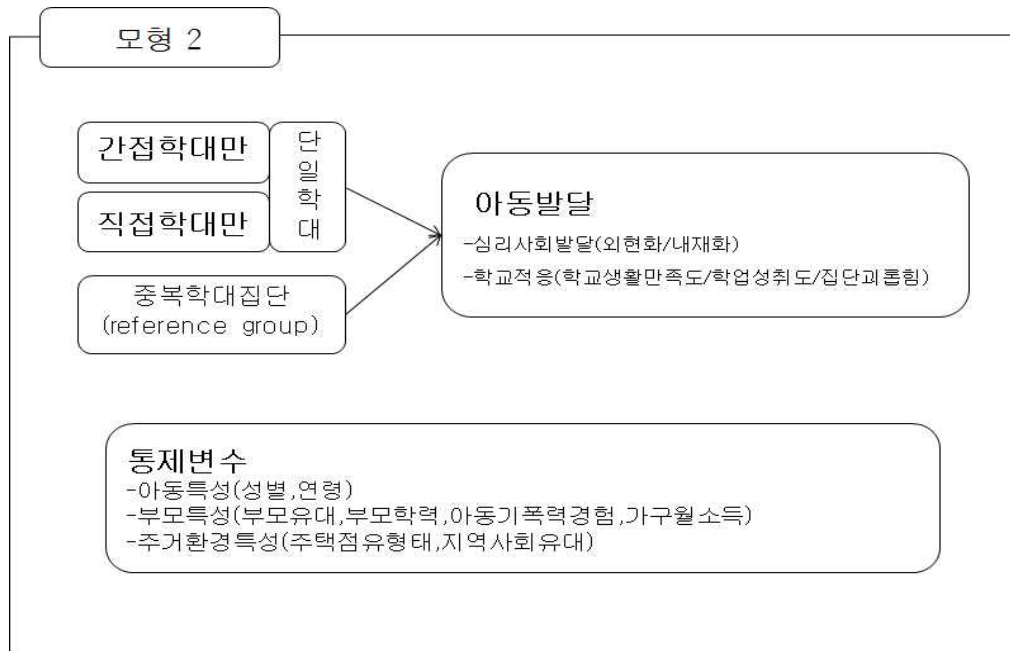 모형 2
간접학대만
직접학대만
단일학대
중복학대집단
(reference group)
아동발달
-심리사회발달(외현화/내재화)
-학교적응(학교생활만족도/학업성취도/집단괴롭힘)
통제변수
-아동특성(성별,연령)
-부모특성(부모유대,부모학력,아동기폭력경험,가구월소득)
-주거환경특성(주택점유형태,지역사회유대)